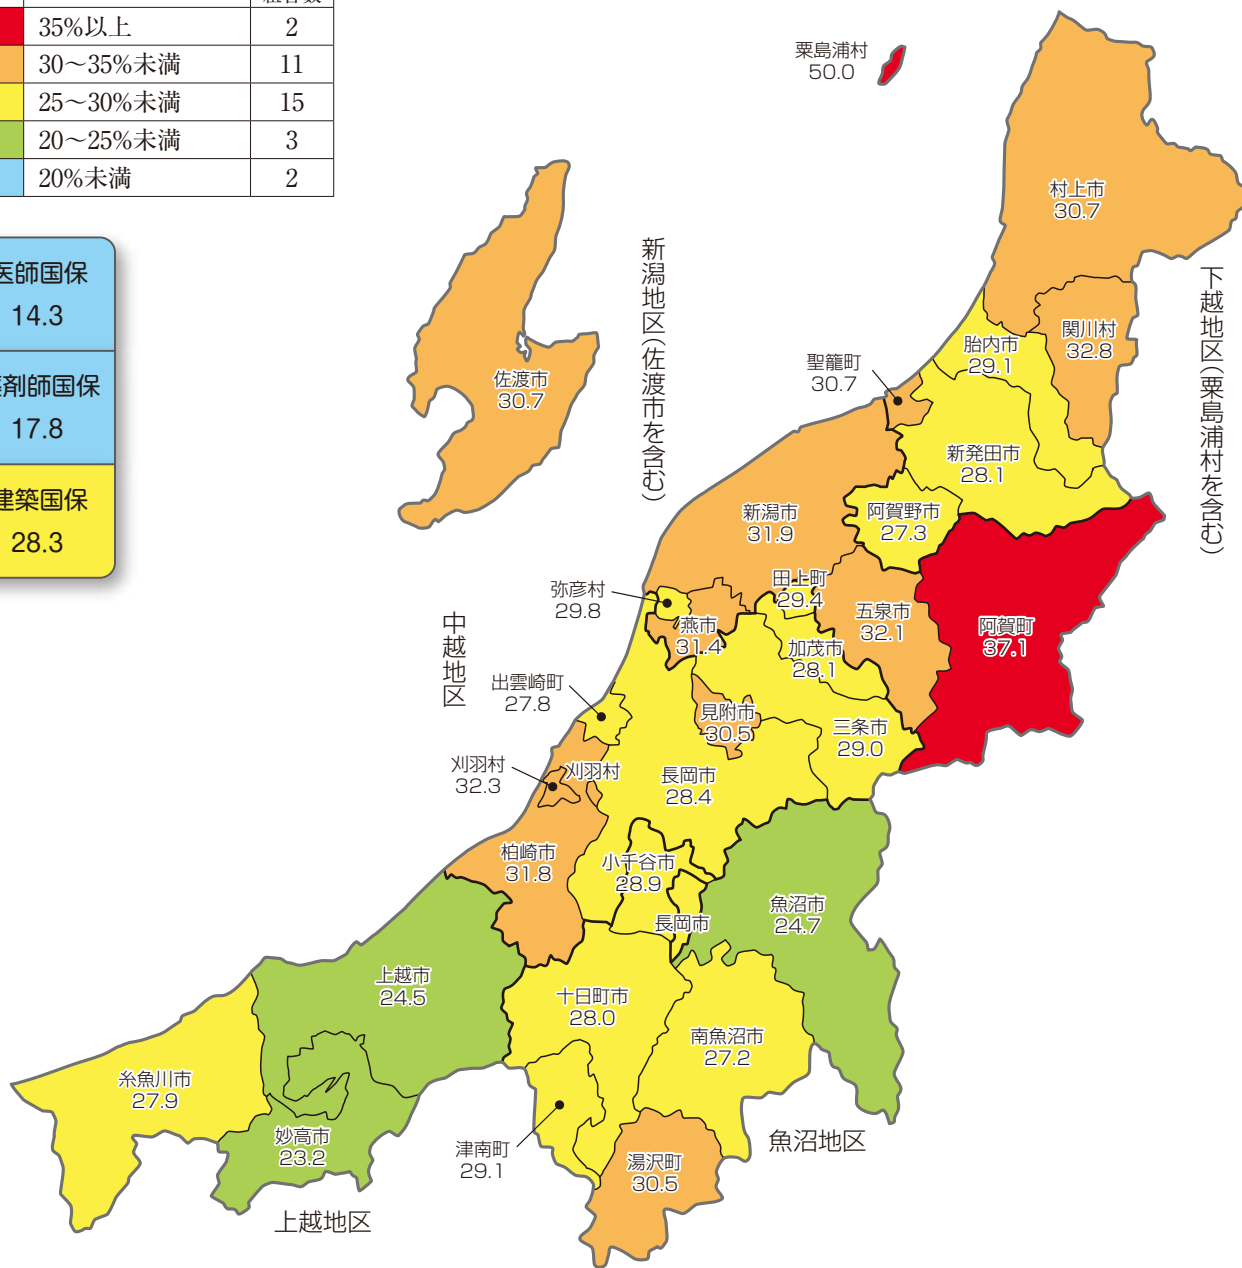 35%以上 2
30〜35%未満 11
25〜30%未満 15
20〜25%未満 3
20%未満 2
医師国保
14.3
薬剤師国保
17.8
建築国保
28.3
粟島浦村
50.0
村上市
30.7
関川村
32.8
胎内市
29.1
聖籠町
30.7
新発田市
28.1
下越地区(粟島浦村を含む)
新潟地区(佐渡市を含む)
佐渡市
30.7
新潟市
31.9
阿賀野市
27.3
田上町
29.4
五泉市
32.1
阿賀町
37.1
弥彦村
29.8
燕市
31.4
加茂市
28.1
中越地区
出雲崎町
27.8
見附市
30.5
三条市
29.0
刈羽村
32.3
刈羽村
長岡市
28.4
柏崎市
31.8
小千谷市
28.9
長岡市
魚沼市
24.7
上越市
24.5
十日町市
28.0
南魚沼市
27.2
糸魚川市
27.9
妙高市
23.2
津南町
29.1
湯沢町
30.5
魚沼地区
上越地区